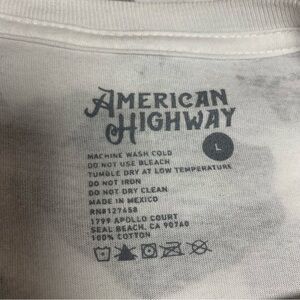 AMERICAN
HIGHWAY
L
MACHINE WASH COLD
DO NOT USE BLEACH
TUMBLE DRY AT LOW TEMPERATURE
DO NOT IRON
DO NOT DRY CLEAN
MADE IN MEXICO
RN#127658
1799 APOLLO COURT
SEAL BEACH, CA 90740
100% COTTON